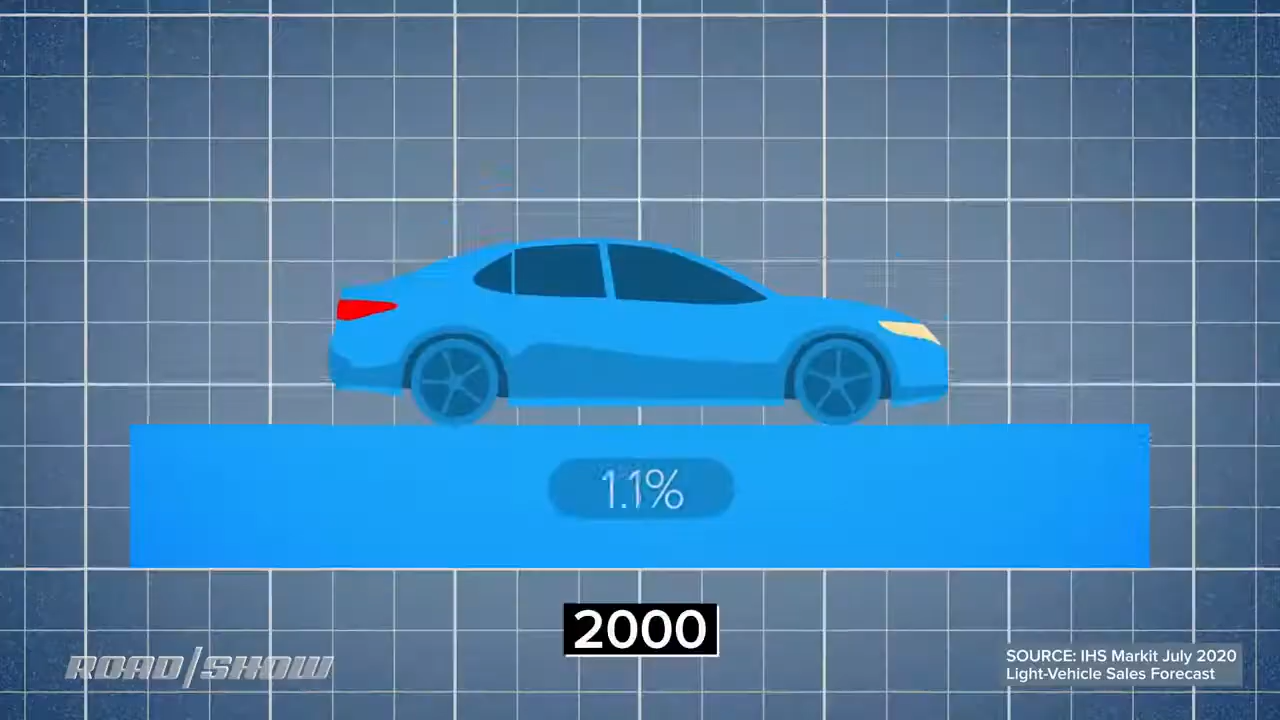 1.1%
2000
ROAD/SHOW
SOURCE: IHS Markit July 2020
Light-Vehicle Sales Forecast